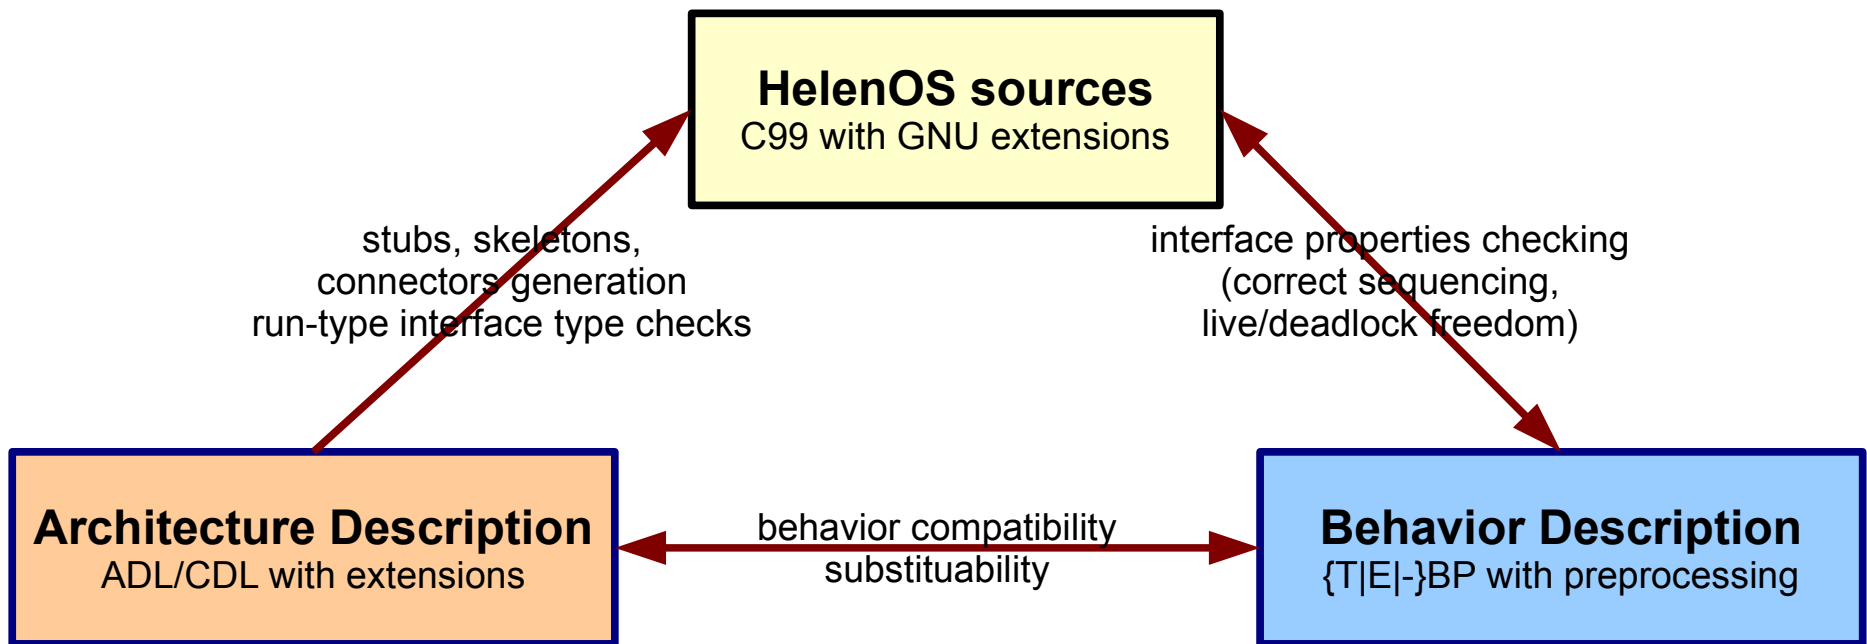 HelenOS sources
C99 with GNU extensions
stubs, skeletons,
connectors generation
run-type interface type checks
interface properties checking
(correct sequencing,
live/deadlock freedom)
Architecture Description
ADL/CDL with extensions
behavior compatibility
substituability
Behavior Description
{T|E|-}BP with preprocessing